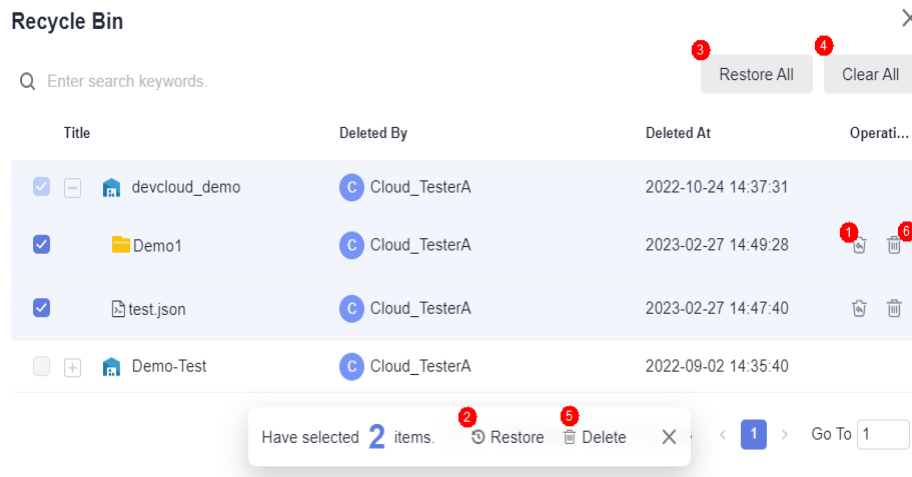 Recycle Bin
3 4
Enter search keywords. Restore All Clear All
Title Deleted By Deleted At Operati...
devcloud_demo C Cloud_TesterA 2022-10-24 14:37:31
Demo1 C Cloud_TesterA 2023-02-27 14:49:28 1 6
test.json C Cloud_TesterA 2023-02-27 14:47:40
Demo-Test C Cloud_TesterA 2022-09-02 14:35:40
2 5
Have selected 2 items. Restore Delete 1 Go To 1